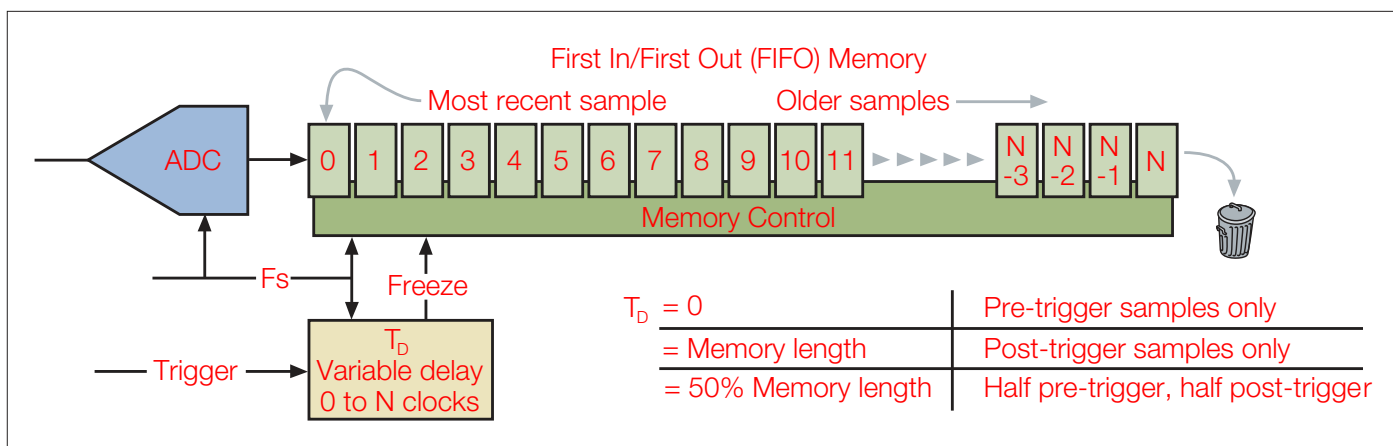 First In/First Out (FIFO) Memory
Most recent sample
Older samples
ADC
0 1 2 3 4 5 6 7 8 9 10 11
N
-3
N
-2
N
-1
N
Memory Control
Fs
Freeze
Trigger
T_D
Variable delay
0 to N clocks
T_D = 0 Pre-trigger samples only
= Memory length Post-trigger samples only
= 50% Memory length Half pre-trigger, half post-trigger